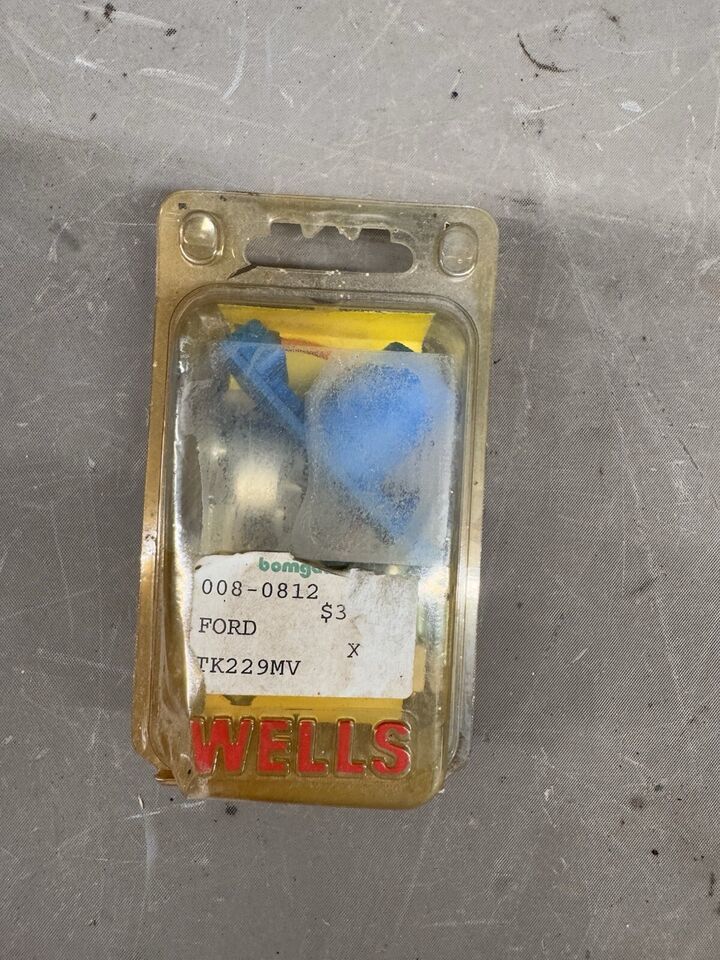 008-0812
$3
FORD
X
TK229MV
WELLS